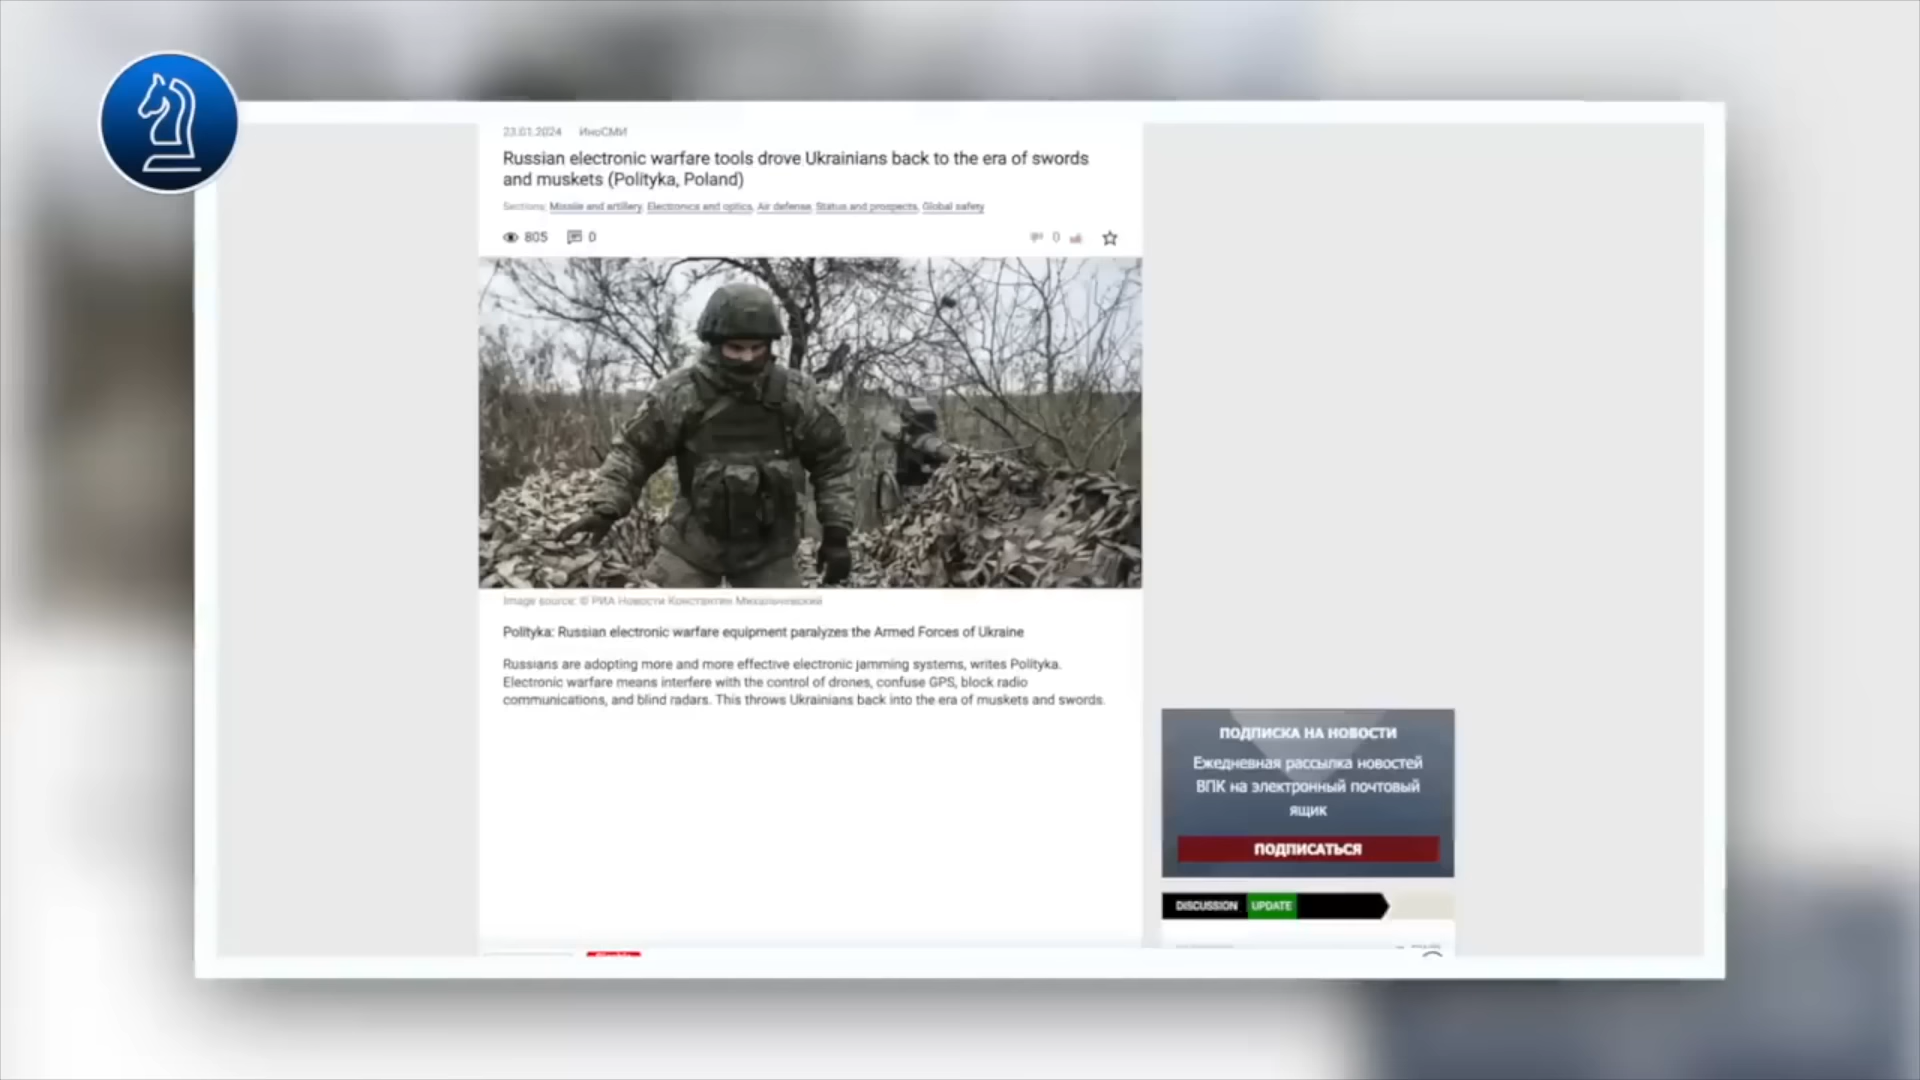 23.01.2024 ИноСМИ
Russian electronic warfare tools drove Ukrainians back to the era of swords
and muskets (Polityka, Poland)
Sections: Missile and artillery, Electronics and optics, Air defense, Status and prospects, Global safety
805 0
0
Image source: © РИА Новости Константин Михальчевский
Polityka: Russian electronic warfare equipment paralyzes the Armed Forces of Ukraine
Russians are adopting more and more effective electronic jamming systems, writes Polityka.
Electronic warfare means interfere with the control of drones, confuse GPS, block radio
communications, and blind radars. This throws Ukrainians back into the era of muskets and swords.
ПОДПИСКА НА НОВОСТИ
Ежедневная рассылка новостей
ВПК на электронный почтовый
ящик
ПОДПИСАТЬСЯ
DISCUSSION UPDATE